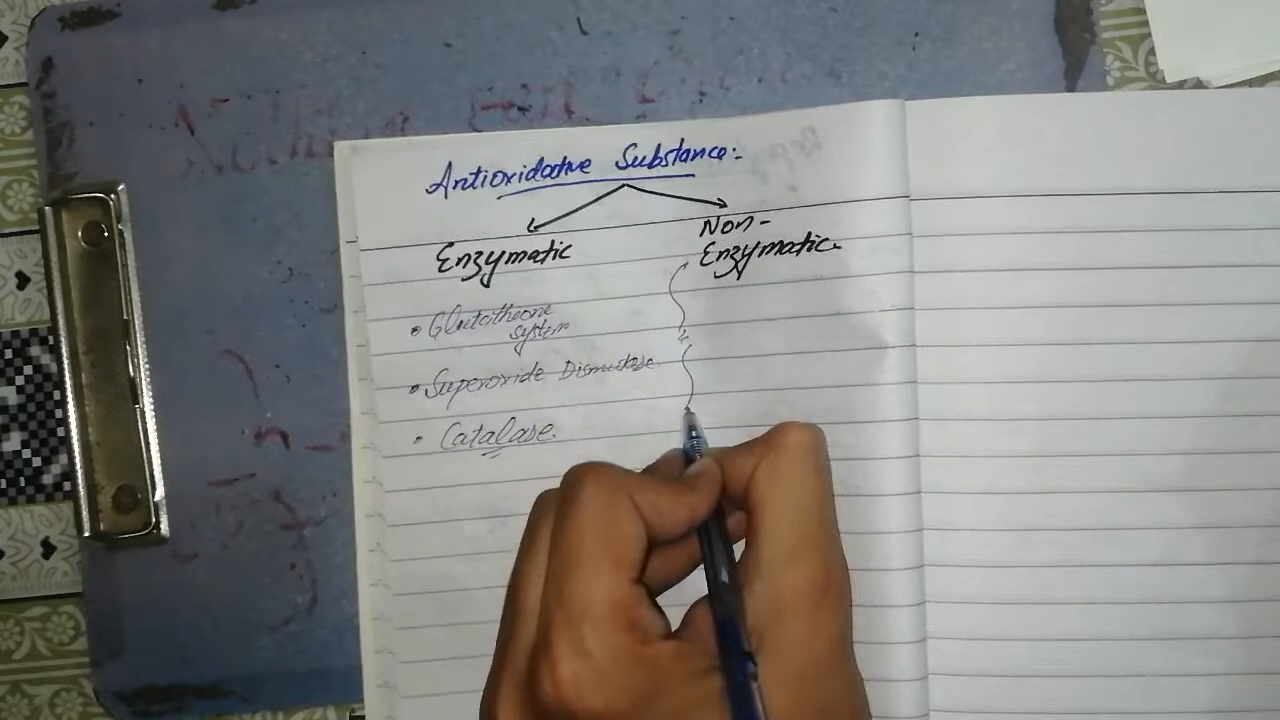 Antioxidative Substance:-
Enzymatic
Non-
Enzymatic.
• Glutathione
system
• Superoxide Dismutase
• Catalase.